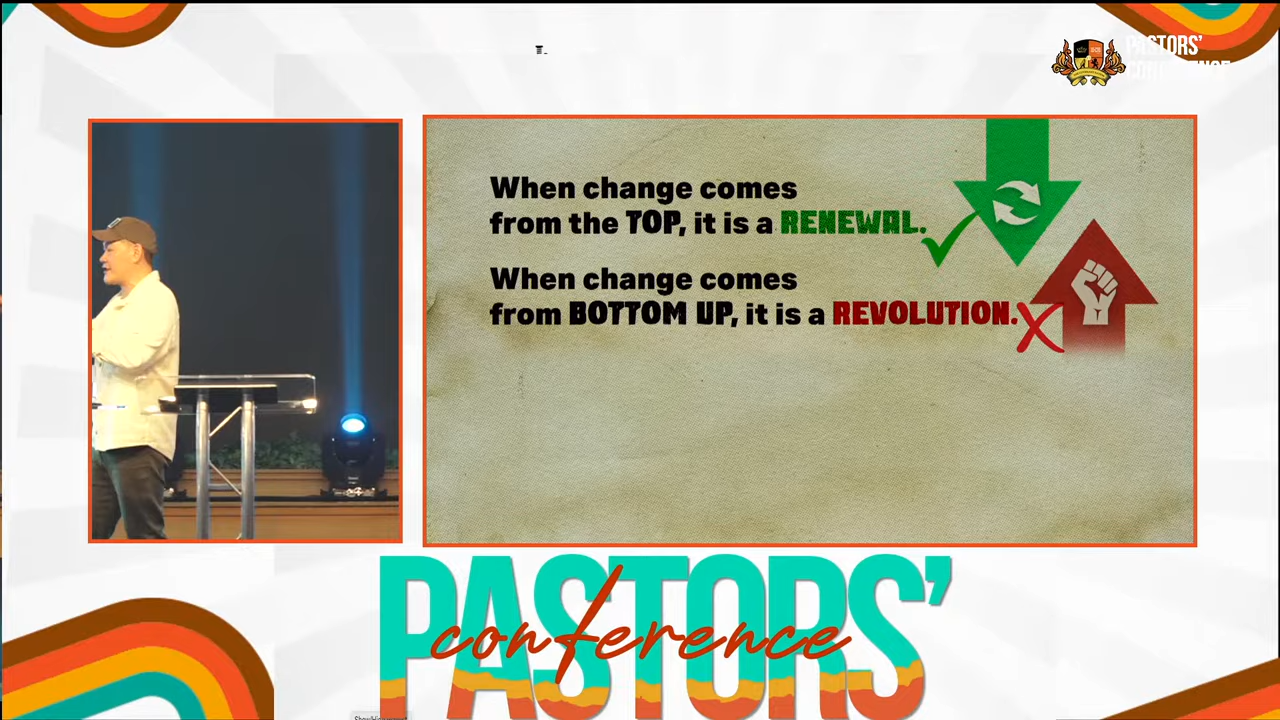 PASTORS'
CONFERENCE
When change comes
from the TOP, it is a RENEWAL.
When change comes
from BOTTOM UP, it is a REVOLUTION.
PASTORS'
conference